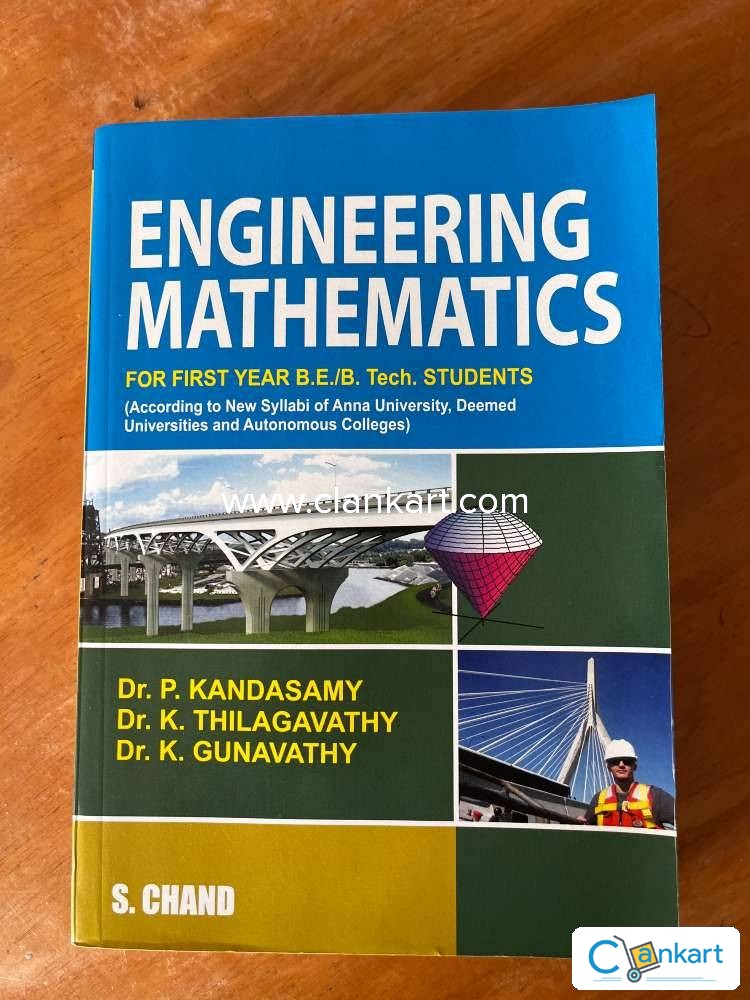 ENGINEERING
MATHEMATICS
FOR FIRST YEAR B.E./B. Tech. STUDENTS
(According to New Syllabi of Anna University, Deemed
Universities and Autonomous Colleges)
www.clankart.com
Dr. P. KANDASAMY
Dr. K. THILAGAVATHY
Dr. K. GUNAVATHY
S. CHAND
Clankart